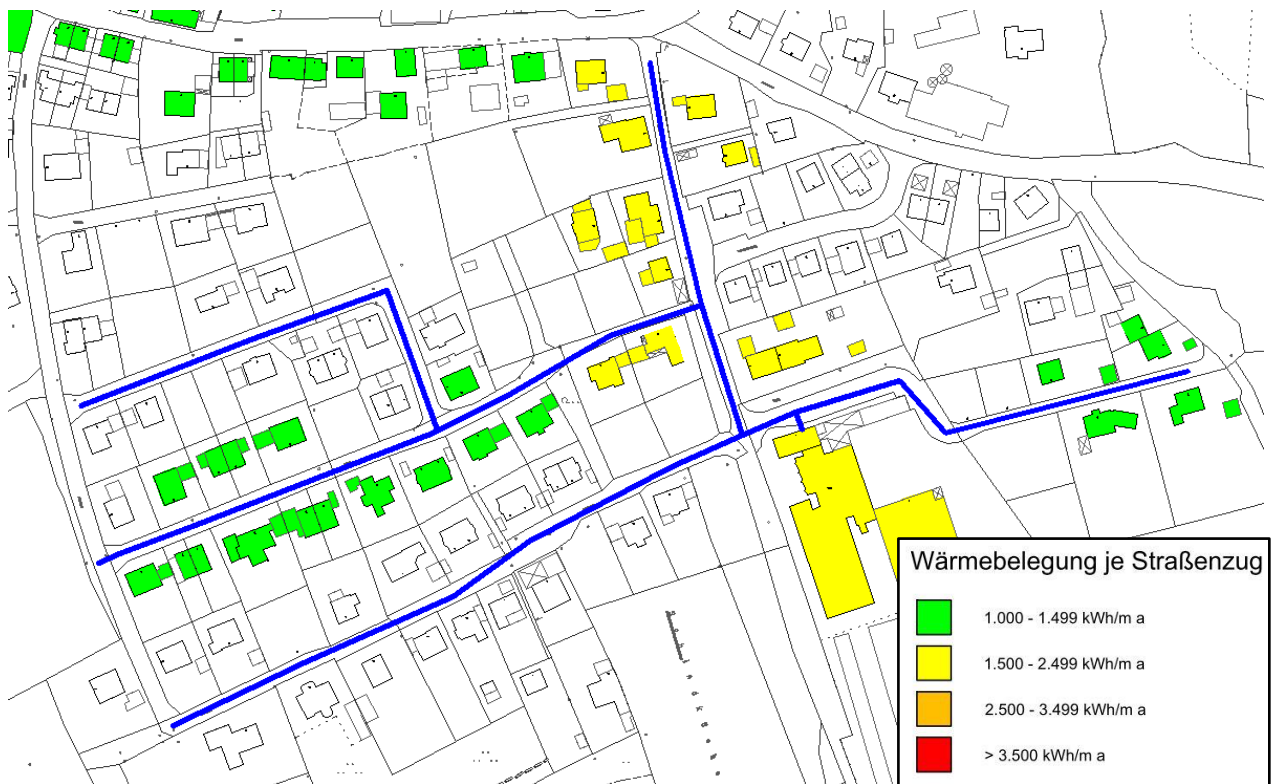 Wärmebelegung je Straßenzug
1.000 - 1.499 kWh/m a
1.500 - 2.499 kWh/m a
2.500 - 3.499 kWh/m a
> 3.500 kWh/m a